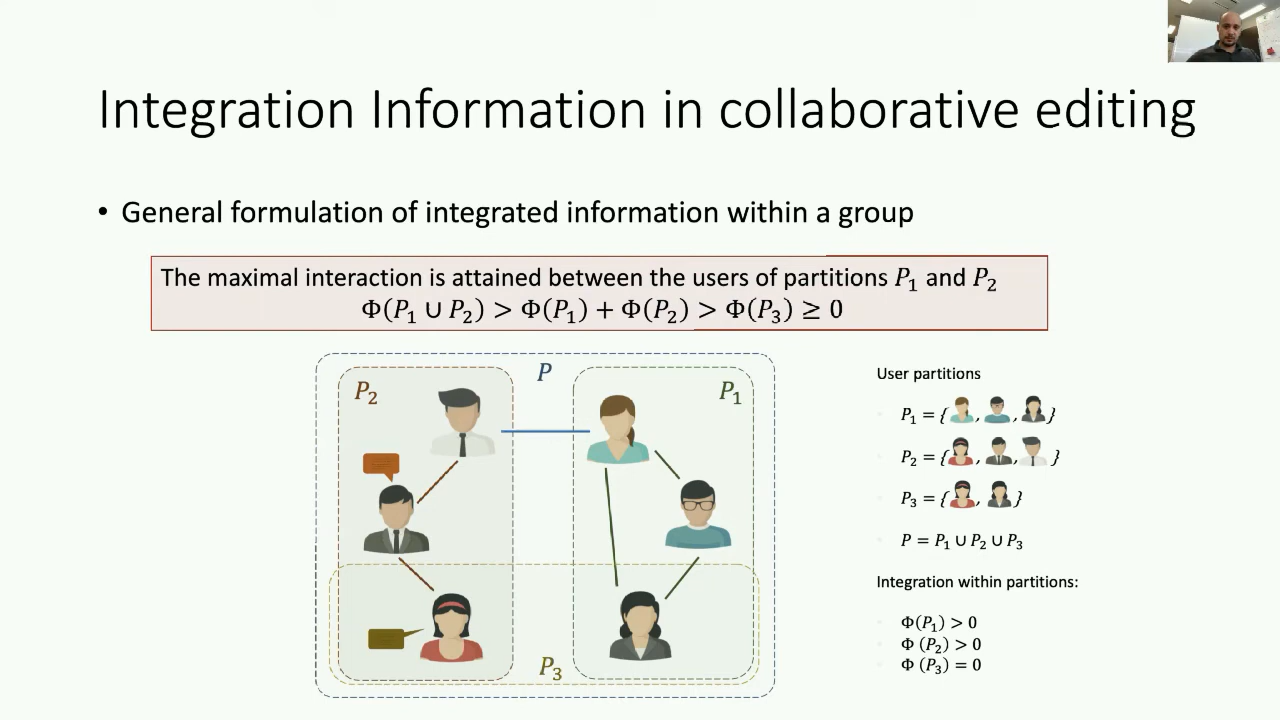 Integration Information in collaborative editing
• General formulation of integrated information within a group
The maximal interaction is attained between the users of partitions P₁ and P₂
Φ(P₁ ∪ P₂) > Φ(P₁) + Φ(P₂) > Φ(P₃) ≥ 0
P
P₂
P₁
P₃
User partitions
P₁ = { , , }
P₂ = { , , }
P₃ = { , }
P = P₁ ∪ P₂ ∪ P₃
Integration within partitions:
Φ(P₁) > 0
Φ (P₂) > 0
Φ (P₃) = 0